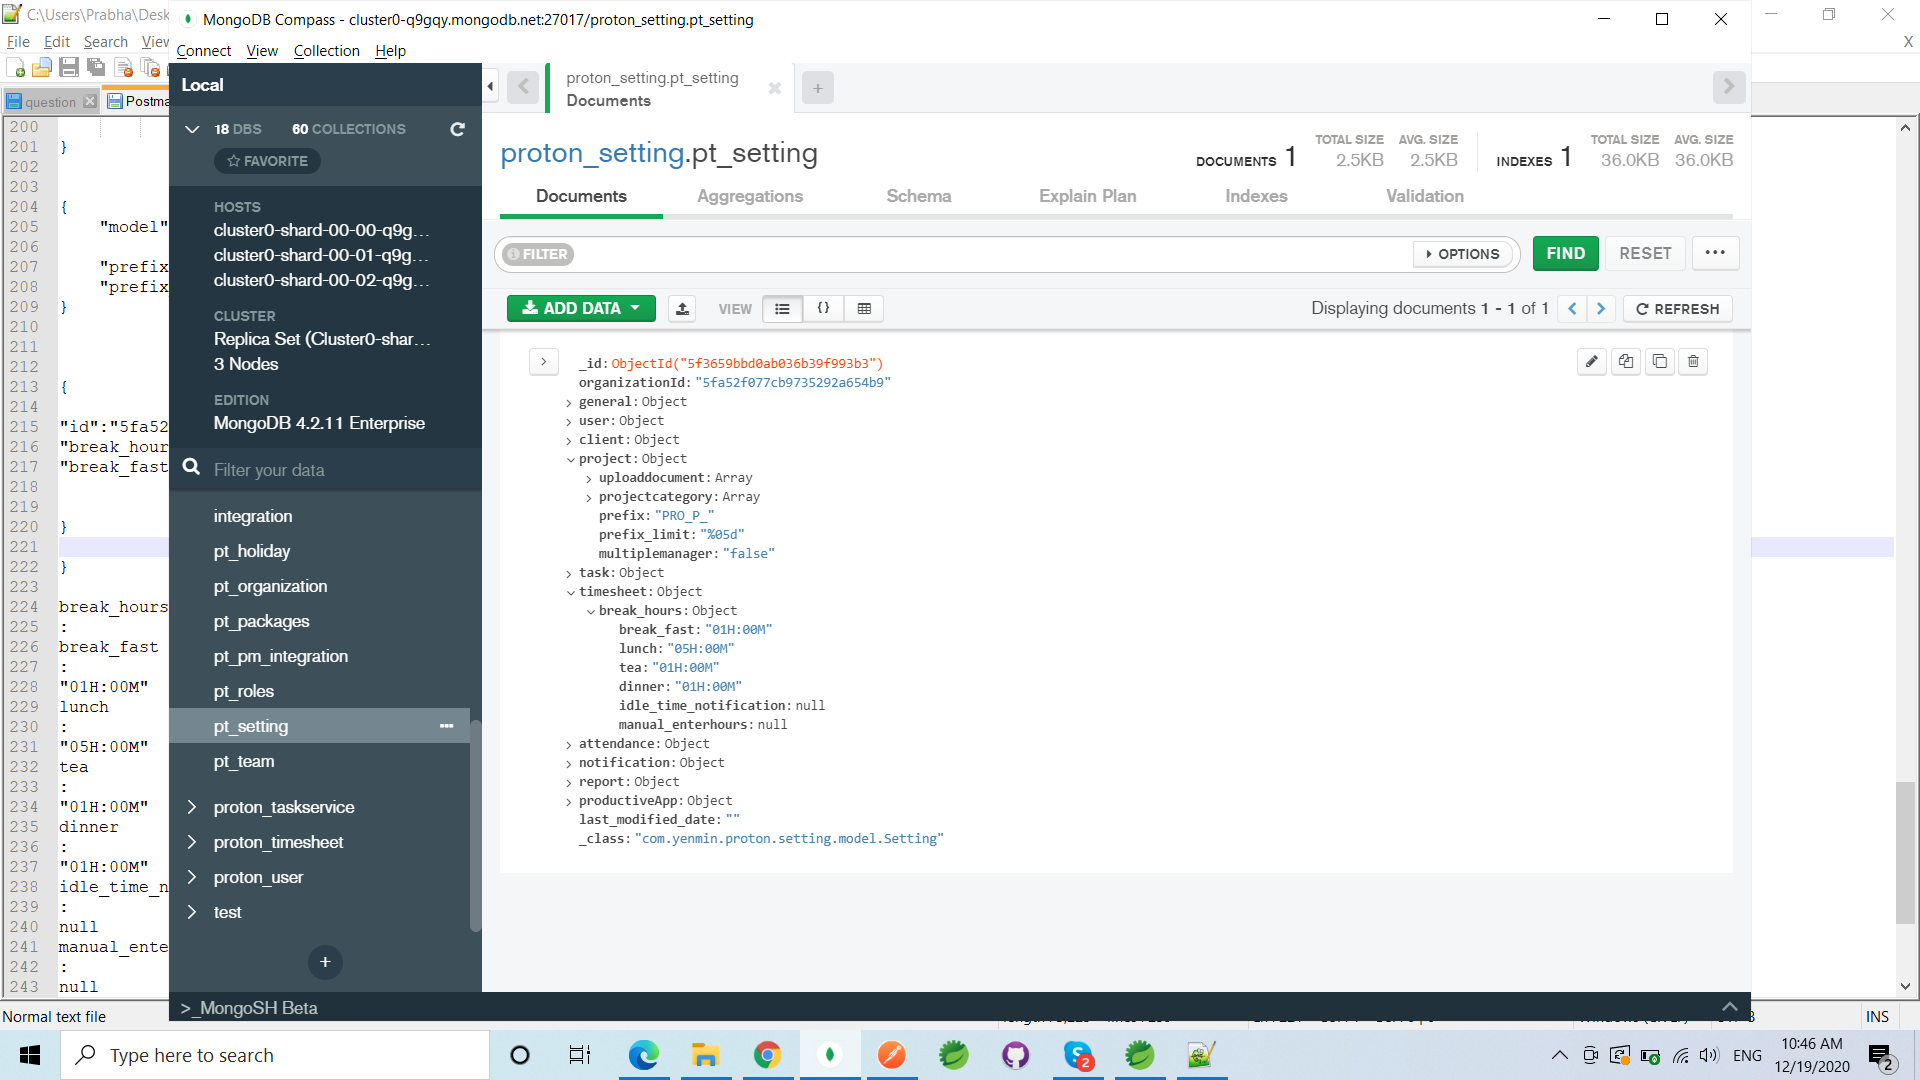 C:\Users\Prabha\Desk
File Edit Search View
question
Postma
200
201 }
202
203
204 {
205 "model"
206
207 "prefix
208 "prefix
209 }
210
211
212
213 {
214
215 "id":"5fa52
216 "break_hour
217 "break_fast
218
219
220 }
221
222 }
223
224 break_hours
225 :
226 break_fast
227 :
228 "01H:00M"
229 lunch
230 :
231 "05H:00M"
232 tea
233 :
234 "01H:00M"
235 dinner
236 :
237 "01H:00M"
238 idle_time_n
239 :
240 null
241 manual_ente
242 :
243 null
Normal text file
MongoDB Compass - cluster0-q9gqy.mongodb.net:27017/proton_setting.pt_setting
Connect View Collection Help
Local
18 DBS 60 COLLECTIONS
FAVORITE
HOSTS
cluster0-shard-00-00-q9g...
cluster0-shard-00-01-q9g...
cluster0-shard-00-02-q9g...
CLUSTER
Replica Set (Cluster0-shar...
3 Nodes
EDITION
MongoDB 4.2.11 Enterprise
Filter your data
integration
pt_holiday
pt_organization
pt_packages
pt_pm_integration
pt_roles
pt_setting
pt_team
proton_taskservice
proton_timesheet
proton_user
test
+
>_MongoSH Beta
proton_setting.pt_setting
Documents
+
proton_setting.pt_setting
DOCUMENTS 1 TOTAL SIZE 2.5KB AVG. SIZE 2.5KB INDEXES 1 TOTAL SIZE 36.0KB AVG. SIZE 36.0KB
Documents Aggregations Schema Explain Plan Indexes Validation
FILTER OPTIONS FIND RESET ...
ADD DATA VIEW {} Displaying documents 1 - 1 of 1 REFRESH
_id: ObjectId("5f3659bbd0ab036b39f993b3")
organizationId: "5fa52f077cb9735292a654b9"
general: Object
user: Object
client: Object
project: Object
uploaddocument: Array
projectcategory: Array
prefix: "PRO_P_"
prefix_limit: "%05d"
multiplemanager: "false"
task: Object
timesheet: Object
break_hours: Object
break_fast: "01H:00M"
lunch: "05H:00M"
tea: "01H:00M"
dinner: "01H:00M"
idle_time_notification: null
manual_enterhours: null
attendance: Object
notification: Object
report: Object
productiveApp: Object
last_modified_date: ""
_class: "com.yenmin.proton.setting.model.Setting"
X
INS
Type here to search
2
ENG
10:46 AM
12/19/2020
2